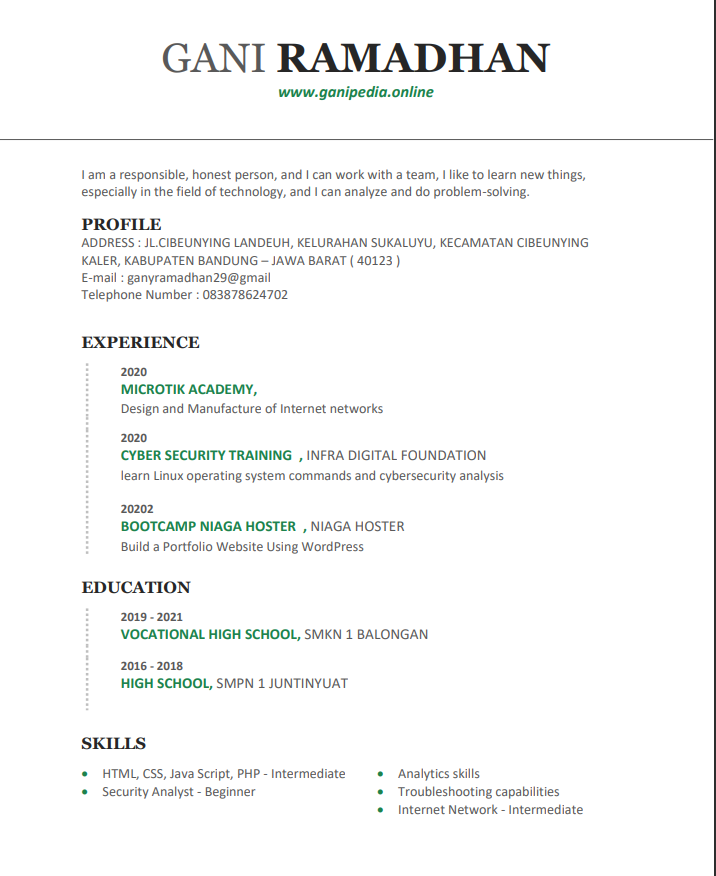 GANI RAMADHAN
www.ganipedia.online
I am a responsible, honest person, and I can work with a team, I like to learn new things,
especially in the field of technology, and I can analyze and do problem-solving.
PROFILE
ADDRESS : JL.CIBEUNYING LANDEUH, KELURAHAN SUKALUYU, KECAMATAN CIBEUNYING
KALER, KABUPATEN BANDUNG – JAWA BARAT ( 40123 )
E-mail : ganyramadhan29@gmail
Telephone Number : 083878624702
EXPERIENCE
2020
MICROTIK ACADEMY,
Design and Manufacture of Internet networks
2020
CYBER SECURITY TRAINING , INFRA DIGITAL FOUNDATION
learn Linux operating system commands and cybersecurity analysis
20202
BOOTCAMP NIAGA HOSTER , NIAGA HOSTER
Build a Portfolio Website Using WordPress
EDUCATION
2019 - 2021
VOCATIONAL HIGH SCHOOL, SMKN 1 BALONGAN
2016 - 2018
HIGH SCHOOL, SMPN 1 JUNTINYUAT
SKILLS
• HTML, CSS, Java Script, PHP - Intermediate
• Security Analyst - Beginner
• Analytics skills
• Troubleshooting capabilities
• Internet Network - Intermediate